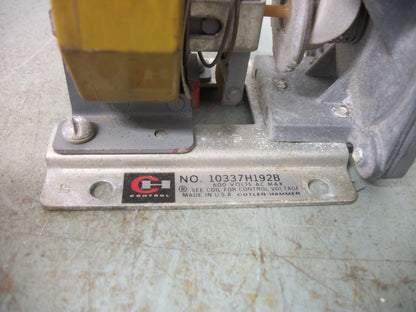 NO. 10337H192B
600 VOLTS AC MAX
CH ® SEE COIL FOR CONTROL VOLTAGE
CONTROL MADE IN U.S.A. CUTLER-HAMMER